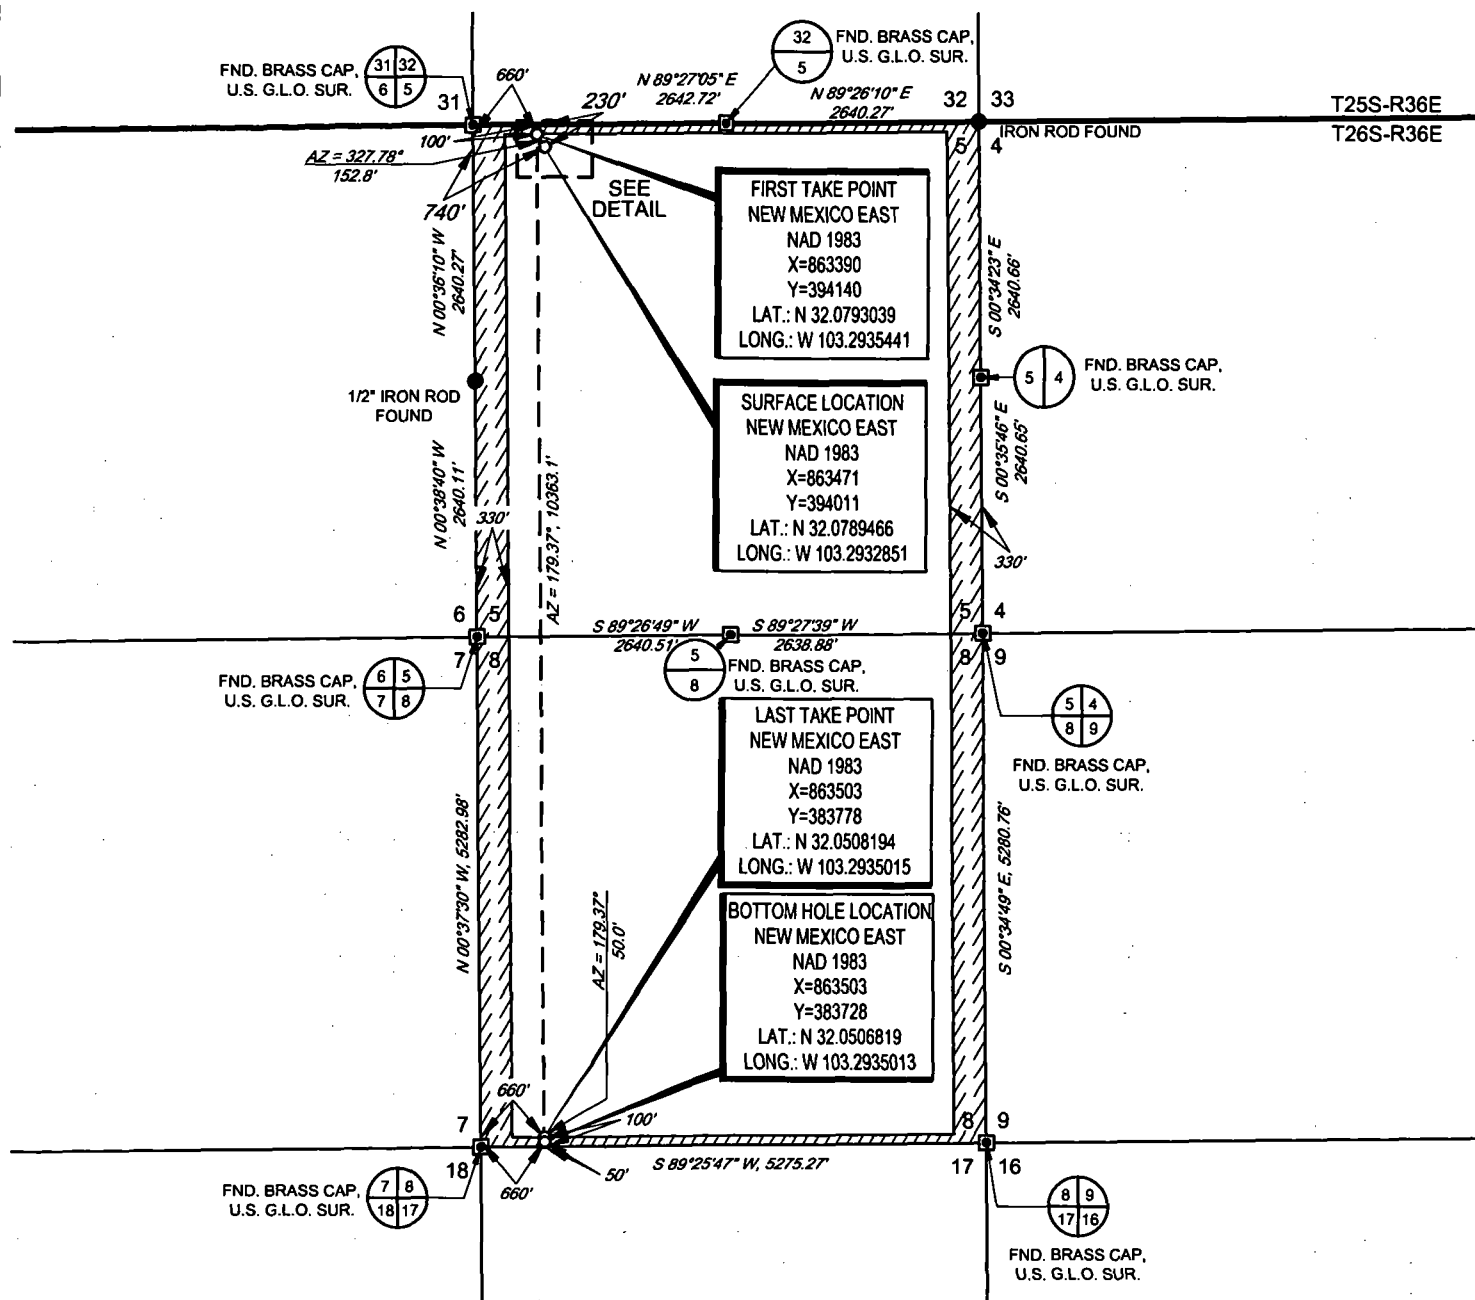 32
5
FND. BRASS CAP,
U.S. G.L.O. SUR.
FND. BRASS CAP,
U.S. G.L.O. SUR.
31 32
6 5
660'
N 89°27'05" E
2642.72'
N 89°26'10" E
2640.27'
31
230'
32 33
T25S-R36E
T26S-R36E
IRON ROD FOUND
100'
5 4
AZ = 327.78°
152.8'
740'
SEE
DETAIL
FIRST TAKE POINT
NEW MEXICO EAST
NAD 1983
X=863390
Y=394140
LAT.: N 32.0793039
LONG.: W 103.2935441
N 00°36'10" W
2640.27'
S 00°34'23" E
2640.66'
1/2" IRON ROD
FOUND
5 4
FND. BRASS CAP,
U.S. G.L.O. SUR.
SURFACE LOCATION
NEW MEXICO EAST
NAD 1983
X=863471
Y=394011
LAT.: N 32.0789466
LONG.: W 103.2932851
N 00°38'40" W
2640.11'
S 00°35'46" E
2640.65'
330'
AZ = 179.37°, 10363.1'
330'
6 5
5 4
S 89°26'49" W
2640.51'
S 89°27'39" W
2638.88'
7 8
8 9
5
8
FND. BRASS CAP,
U.S. G.L.O. SUR.
FND. BRASS CAP,
U.S. G.L.O. SUR.
6 5
7 8
5 4
8 9
FND. BRASS CAP,
U.S. G.L.O. SUR.
LAST TAKE POINT
NEW MEXICO EAST
NAD 1983
X=863503
Y=383778
LAT.: N 32.0508194
LONG.: W 103.2935015
N 00°37'30" W, 5282.98'
S 00°34'49" E, 5280.76'
AZ = 179.37°
50.0'
BOTTOM HOLE LOCATION
NEW MEXICO EAST
NAD 1983
X=863503
Y=383728
LAT.: N 32.0506819
LONG.: W 103.2935013
660'
100'
7
8 9
18
17 16
S 89°25'47" W, 5275.27'
50'
660'
FND. BRASS CAP,
U.S. G.L.O. SUR.
7 8
18 17
8 9
17 16
FND. BRASS CAP,
U.S. G.L.O. SUR.